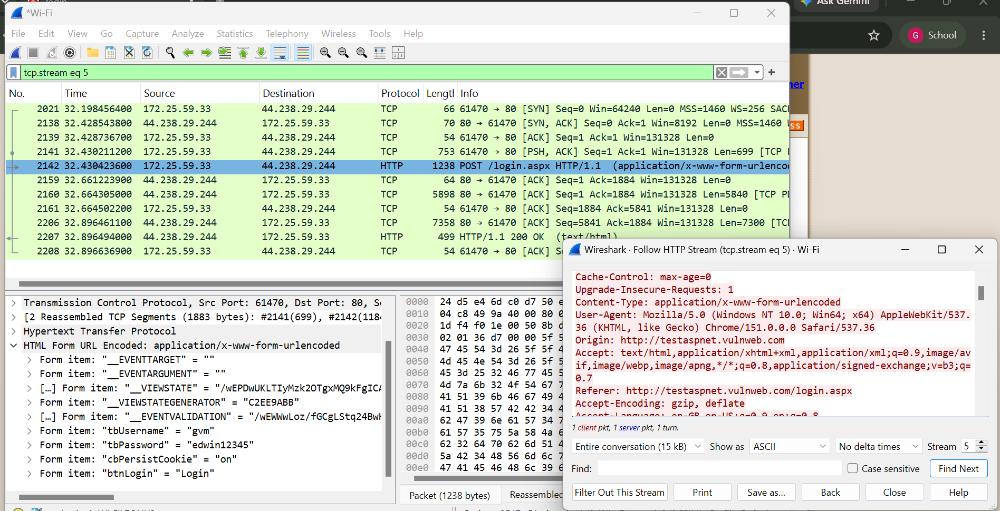 login
Ask Gemini
*Wi-Fi
File Edit View Go Capture Analyze Statistics Telephony Wireless Tools Help
G School
tcp.stream eq 5
No. Time Source Destination Protocol Length Info
2021 32.198456400 172.25.59.33 44.238.29.244 TCP 66 61470 → 80 [SYN] Seq=0 Win=64240 Len=0 MSS=1460 WS=256 SAC
2138 32.428543800 44.238.29.244 172.25.59.33 TCP 70 80 → 61470 [SYN, ACK] Seq=0 Ack=1 Win=8192 Len=0 MSS=1460
2139 32.428736700 172.25.59.33 44.238.29.244 TCP 54 61470 → 80 [ACK] Seq=1 Ack=1 Win=131328 Len=0
2141 32.430211200 172.25.59.33 44.238.29.244 TCP 753 61470 → 80 [PSH, ACK] Seq=1 Ack=1 Win=131328 Len=699 [TCP
2142 32.430423600 172.25.59.33 44.238.29.244 HTTP 1238 POST /login.aspx HTTP/1.1 (application/x-www-form-urlenco
2159 32.661223900 44.238.29.244 172.25.59.33 TCP 64 80 → 61470 [ACK] Seq=1 Ack=1884 Win=131328 Len=0
2160 32.664305000 44.238.29.244 172.25.59.33 TCP 5898 80 → 61470 [ACK] Seq=1 Ack=1884 Win=131328 Len=5840 [TCP
2161 32.664502200 172.25.59.33 44.238.29.244 TCP 54 61470 → 80 [ACK] Seq=1884 Ack=5841 Win=131328 Len=0
2206 32.896461100 44.238.29.244 172.25.59.33 TCP 7358 80 → 61470 [ACK] Seq=5841 Ack=1884 Win=131328 Len=7300 [TC
2207 32.896494000 44.238.29.244 172.25.59.33 HTTP 499 HTTP/1.1 200 OK (text/html)
2208 32.896636900 172.25.59.33 44.238.29.244 TCP 54 61470 → 80 [ACK]
Transmission Control Protocol, Src Port: 61470, Dst Port: 80,
[2 Reassembled TCP Segments (1883 bytes): #2141(699), #2142(1184
Hypertext Transfer Protocol
HTML Form URL Encoded: application/x-www-form-urlencoded
Form item: "__EVENTTARGET" = ""
Form item: "__EVENTARGUMENT" = ""
[…] Form item: "__VIEWSTATE" = "/wEPDwUKLTIyMzk2OTgxMQ9kFgICA
Form item: "__VIEWSTATEGENERATOR" = "C2EE9ABB"
[…] Form item: "__EVENTVALIDATION" = "/wEWWwLoz/fGCgLStq24Bw
Form item: "tbUsername" = "gvm"
Form item: "tbPassword" = "edwin12345"
Form item: "cbPersistCookie" = "on"
Form item: "btnLogin" = "Login"
0000 24 d5 e4 6d c0 d7 50
0010 04 c8 49 9a 40 00 80
0020 1d f4 f0 1e 00 50 8b
0030 02 01 36 d7 00 00 5f
0040 47 45 54 3d 26 5f 5f
0050 4d 45 4e 54 3d 26 5f
0060 45 3d 25 32 46 77 45
0070 4d 7a 6b 32 4f 54 67
0080 41 51 39 6b 46 67 49
0090 41 51 38 57 42 42 34
00a0 62 47 39 6e 61 57 34
00b0 61 57 35 75 5a 58 4a
00c0 62 32 64 70 62 6d 51
00d0 5a 42 34 48 56 6d 6c
00e0 47 41 45 46 48 6c 39
Packet (1238 bytes) Reassembled
Wireshark · Follow HTTP Stream (tcp.stream eq 5) · Wi-Fi
Cache-Control: max-age=0
Upgrade-Insecure-Requests: 1
Content-Type: application/x-www-form-urlencoded
User-Agent: Mozilla/5.0 (Windows NT 10.0; Win64; x64) AppleWebKit/537.
36 (KHTML, like Gecko) Chrome/151.0.0.0 Safari/537.36
Origin: http://testaspnet.vulnweb.com
Accept: text/html,application/xhtml+xml,application/xml;q=0.9,image/av
if,image/webp,image/apng,*/*;q=0.8,application/signed-exchange;v=b3;q=
0.7
Referer: http://testaspnet.vulnweb.com/login.aspx
Accept-Encoding: gzip, deflate
Accept-Language: en-GB,en-US;q=0.9,en;q=0.8
1 client pkt, 1 server pkt, 1 turn.
Entire conversation (15 kB) Show as ASCII No delta times Stream 5
Find: Case sensitive Find Next
Filter Out This Stream Print Save as... Back Close Help